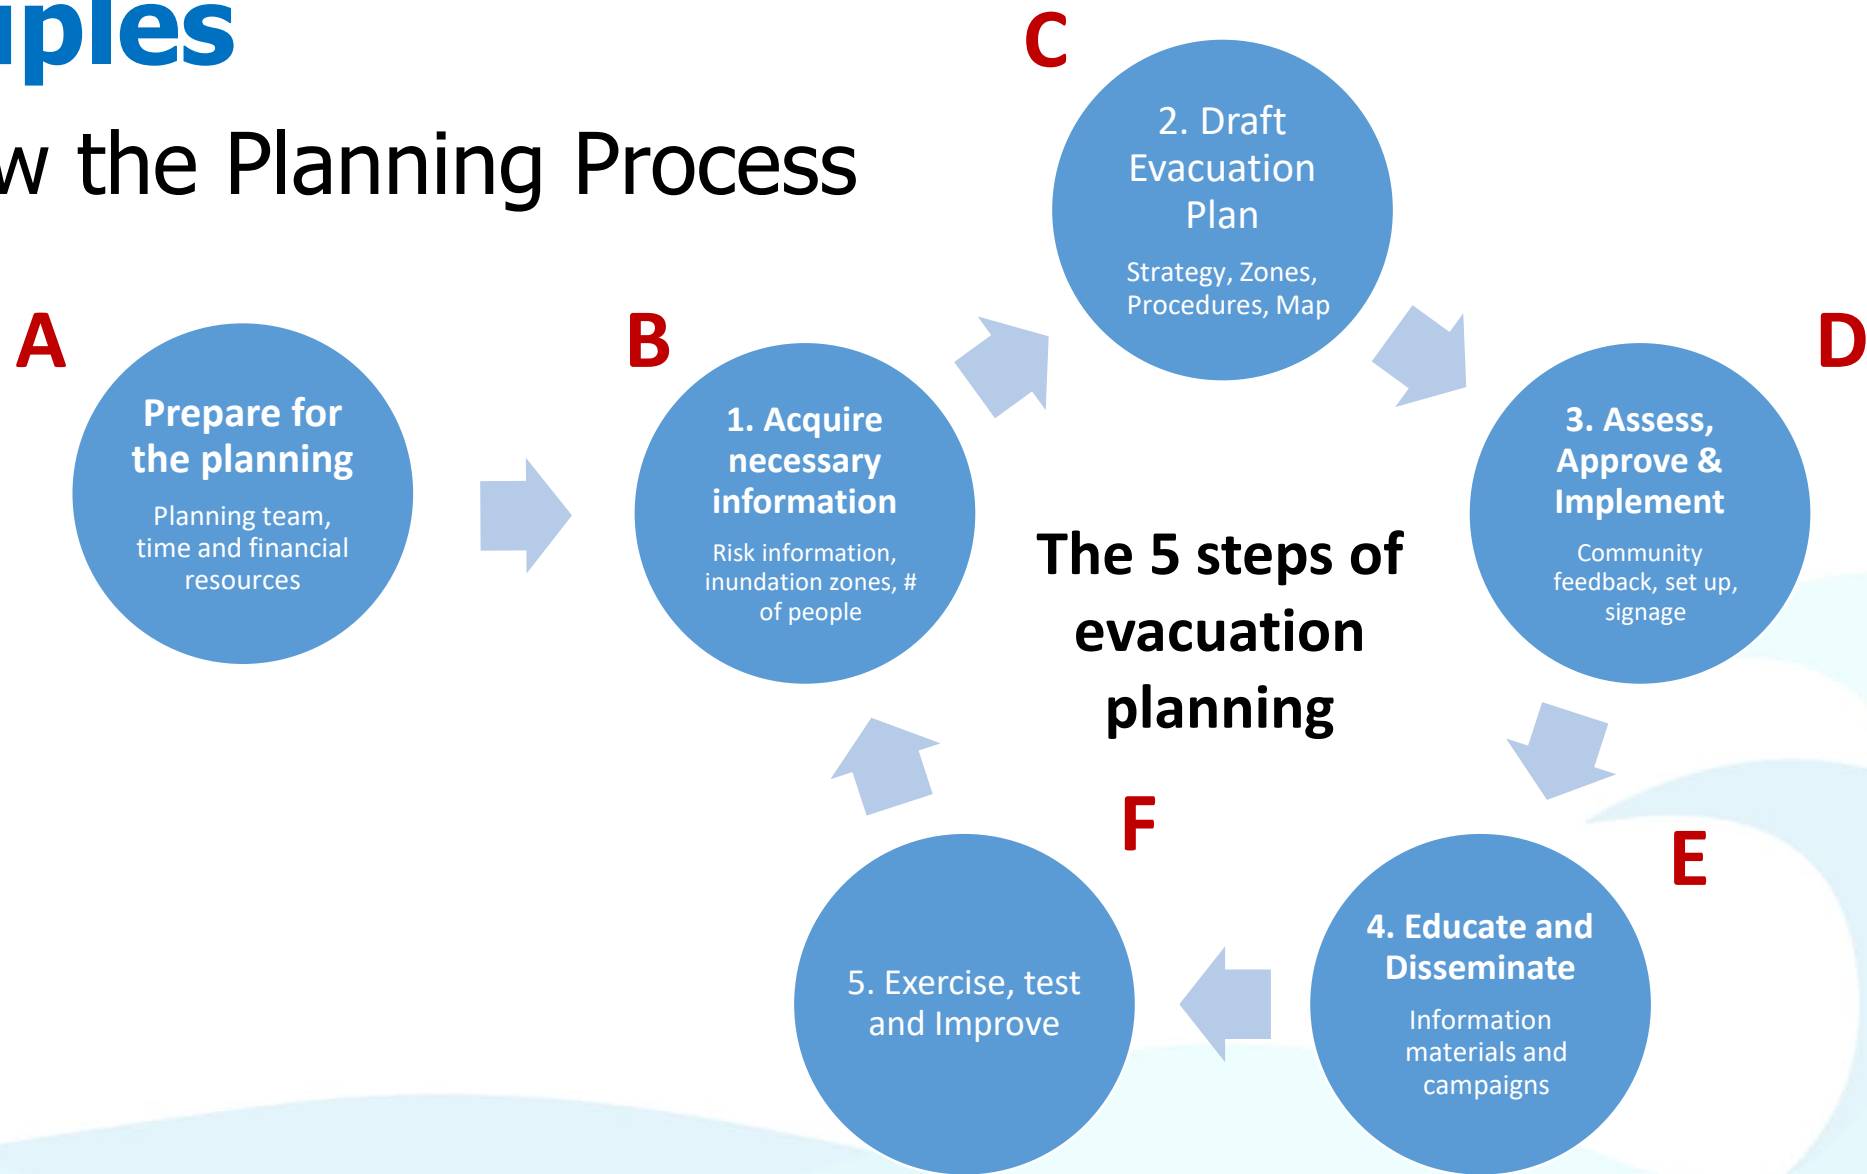 ples
w the Planning Process
A
Prepare for
the planning
Planning team,
time and financial
resources
B
1. Acquire
necessary
information
Risk information,
inundation zones, #
of people
C
2. Draft
Evacuation
Plan
Strategy, Zones,
Procedures, Map
D
3. Assess,
Approve &
Implement
Community
feedback, set up,
signage
The 5 steps of
evacuation
planning
E
4. Educate and
Disseminate
Information
materials and
campaigns
F
5. Exercise, test
and Improve